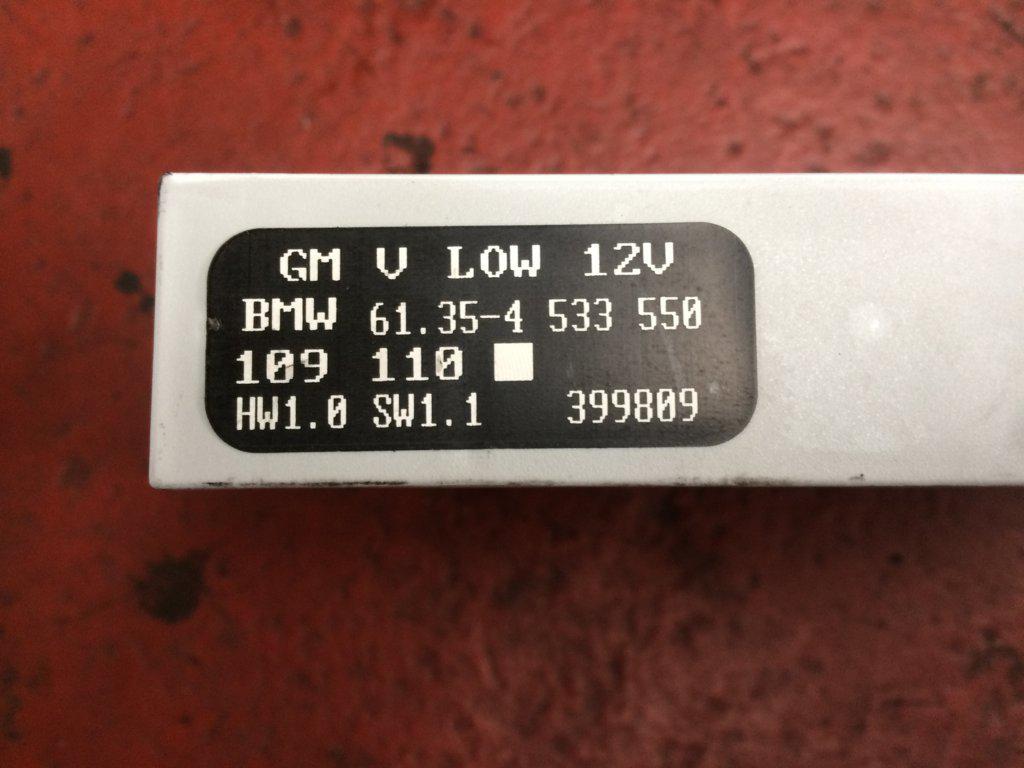 GM V LOW 12V
BMW 61.35-4 533 550
109 110
HW1.0 SW1.1 399809